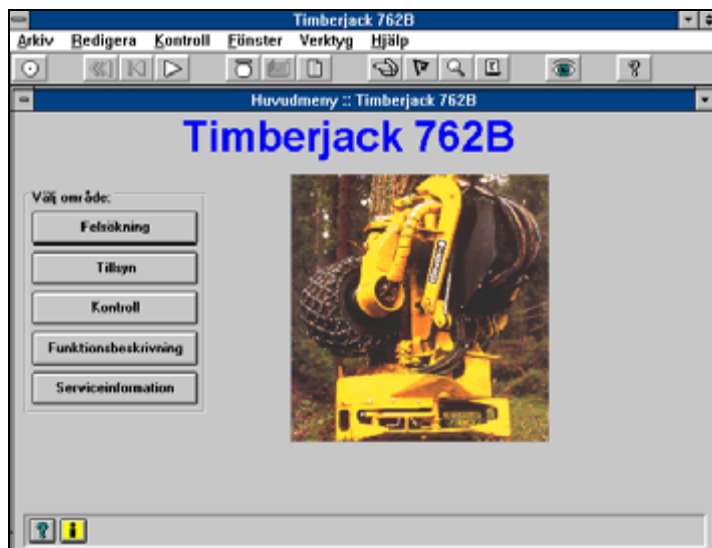 Timberjack 762B
Arkiv Redigera Kontroll Fönster Verktyg Hjälp
Huvudmeny :: Timberjack 762B
Timberjack 762B
Välj område:
Felsökning
Tillsyn
Kontroll
Funktionsbeskrivning
Serviceinformation